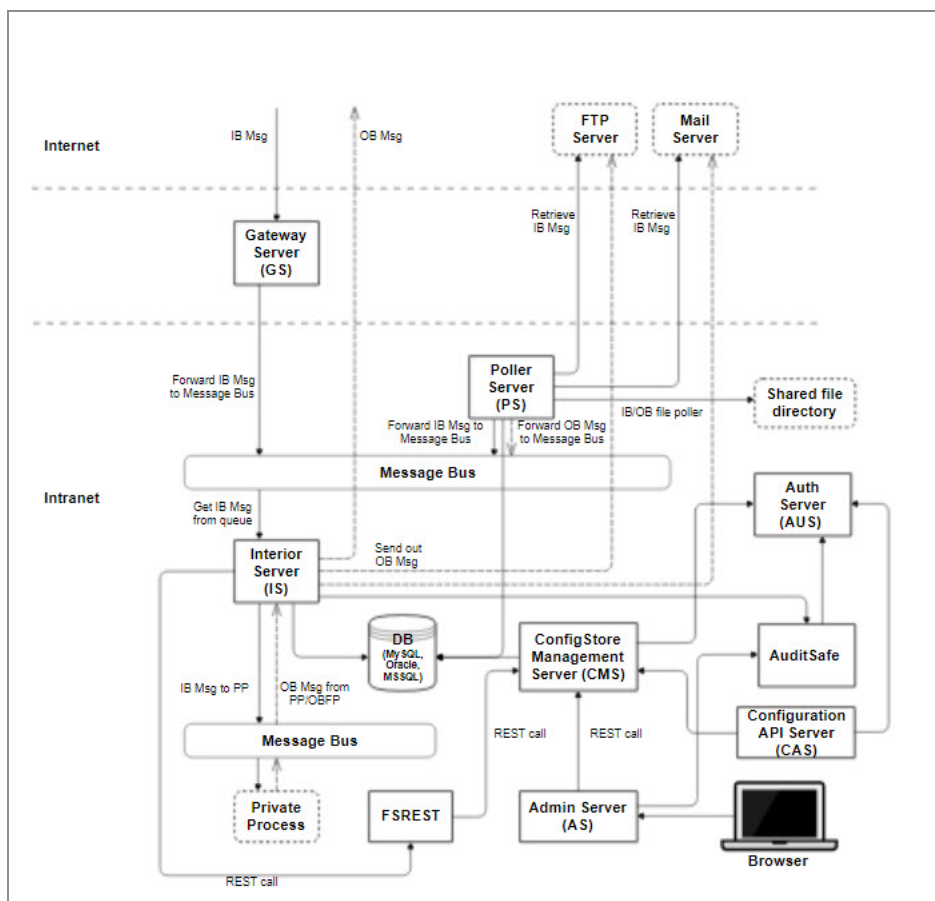 FTP
Server
Mail
Server
IB Msg
OB Msg
Internet
Retrieve
IB Msg
Retrieve
IB Msg
Gateway
Server
(GS)
Poller
Server
(PS)
Forward IB Msg
to Message Bus
Shared file
directory
IB/OB file poller
Forward IB Msg to
Message Bus
Forward OB Msg
to Message Bus
Message Bus
Intranet
Auth
Server
(AUS)
Get IB Msg
from queue
Interior
Server
(IS)
Send out
OB Msg
DB
(MySQL,
Oracle,
MSSQL)
ConfigStore
Management
Server (CMS)
AuditSafe
IB Msg to PP
OB Msg from
PP/OBFP
Configuration
API Server
(CAS)
Message Bus
REST call
REST call
Private
Process
FSREST
Admin Server
(AS)
Browser
REST call